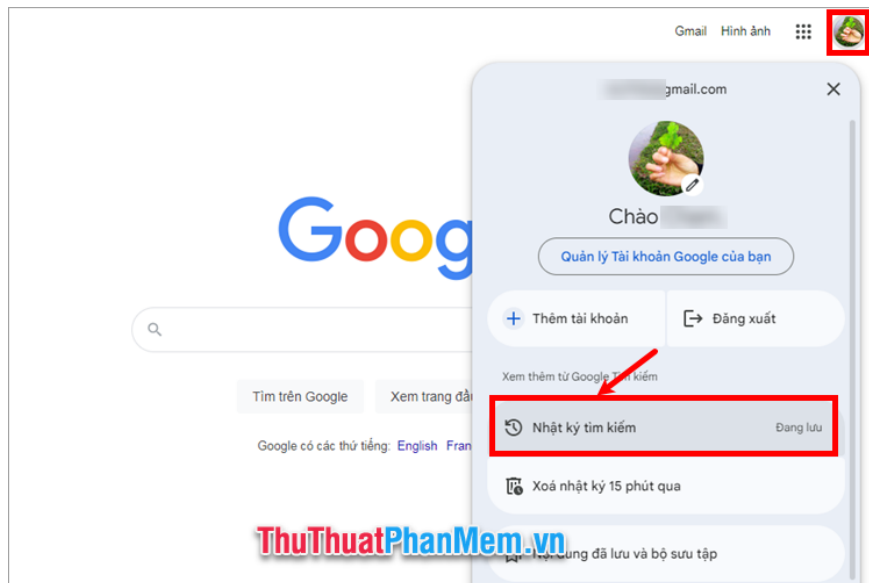 Gmail Hình ảnh
gmail.com
Chào
Google
Quản lý Tài khoản Google của bạn
Thêm tài khoản
Đăng xuất
Xem thêm từ Google Tìm kiếm
Tìm trên Google
Xem trang đầu
Nhật ký tìm kiếm
Đang lưu
Google có các thứ tiếng: English Fran
Xoá nhật ký 15 phút qua
ThuThuatPhanMem.vn
Nội dung đã lưu và bộ sưu tập